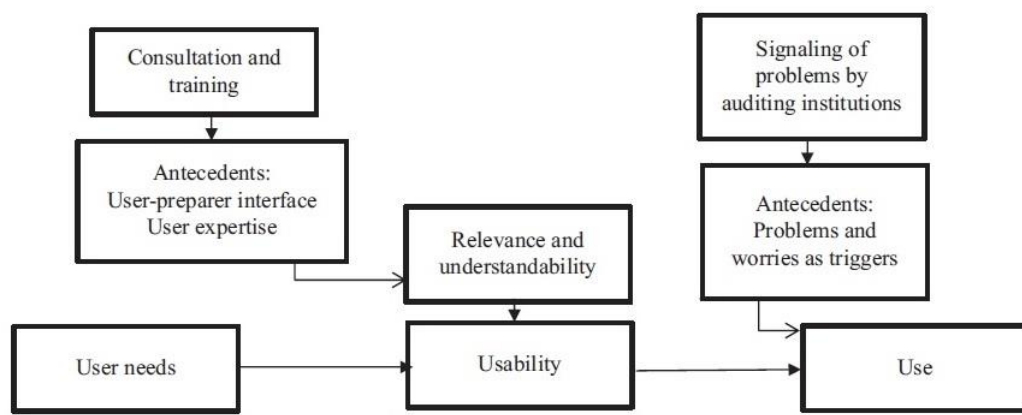 Consultation and
training
Signaling of
problems by
auditing institutions
Antecedents:
User-preparer interface
User expertise
Antecedents:
Problems and
worries as triggers
Relevance and
understandability
User needs
Usability
Use